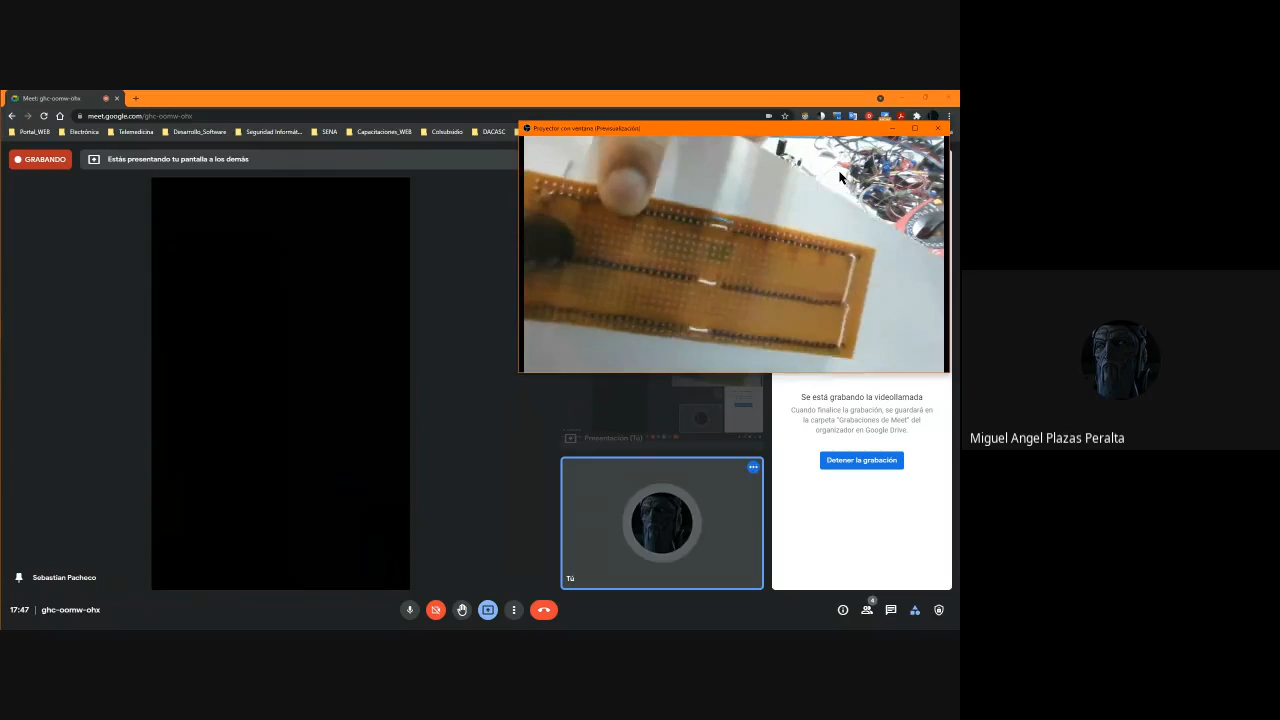 Meet: ghc-oomw-ohx
meet.google.com/ghc-oomw-ohx
Portal_WEB
Electrónica
Telemedicina
Desarrollo_Software
Seguridad Informát...
SENA
Capacitaciones_WEB
Colsubsidio
DACASC
Proyector con ventana (Previsualización)
GRABANDO
Estás presentando tu pantalla a los demás
Se está grabando la videollamada
Cuando finalice la grabación, se guardará en
la carpeta "Grabaciones de Meet" del
organizador en Google Drive.
Detener la grabación
Presentación (Tú)
Tú
Sebastian Pacheco
17:47 | ghc-oomw-ohx
4
Miguel Angel Plazas Peralta